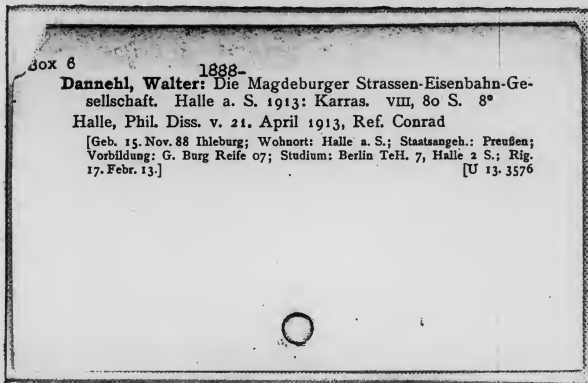 Box 6
1888-
Dannehl, Walter: Die Magdeburger Strassen-Eisenbahn-Ge-
sellschaft. Halle a. S. 1913: Karras. VIII, 80 S. 8°
Halle, Phil. Diss. v. 21. April 1913, Ref. Conrad
[Geb. 15. Nov. 88 Ihleburg; Wohnort: Halle a. S.; Staatsangeh.: Preußen;
Vorbildung: G. Burg Reife 07; Studium: Berlin TeH. 7, Halle 2 S.; Rig.
17. Febr. 13.] [U 13. 3576